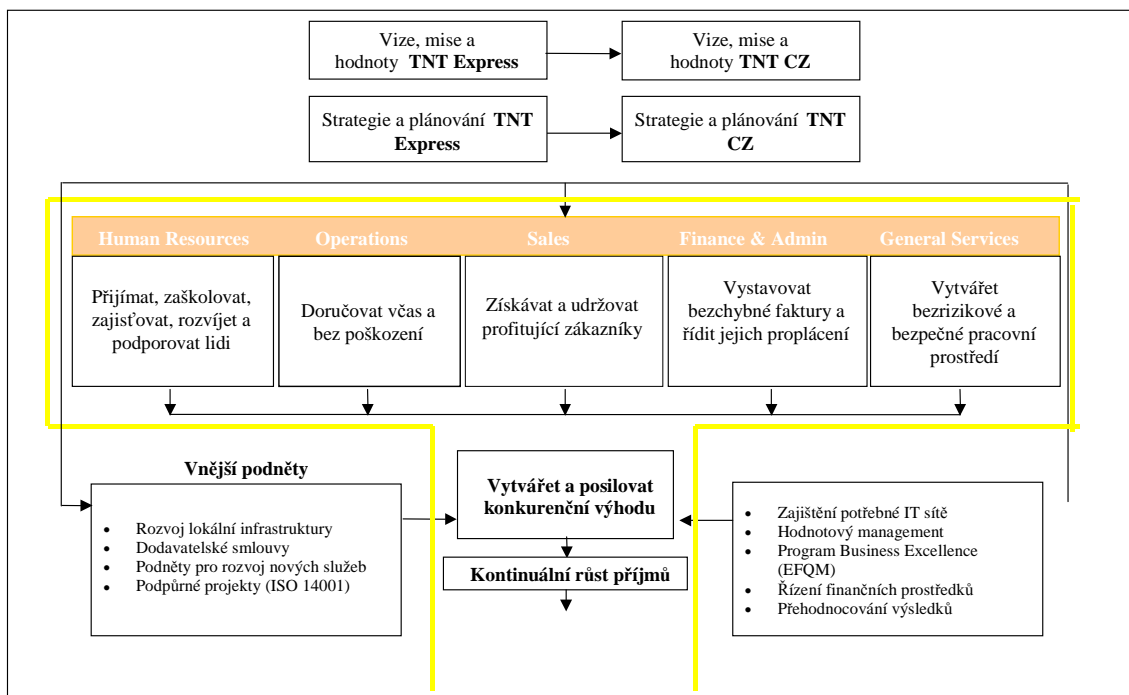 Vize, mise a
hodnoty TNT Express
Vize, mise a
hodnoty TNT CZ
Strategie a plánování TNT
Express
Strategie a plánování TNT
CZ
Human Resources
Operations
Sales
Finance & Admin
General Services
Přijímat, zaškolovat,
zajisťovat, rozvíjet a
podporovat lidi
Doručovat včas a
bez poškození
Získávat a udržovat
profitující zákazníky
Vystavovat
bezchybné faktury a
řídit jejich proplácení
Vytvářet
bezrizikové a
bezpečné pracovní
prostředí
Vnější podněty
• Rozvoj lokální infrastruktury
• Dodavatelské smlouvy
• Podněty pro rozvoj nových služeb
• Podpůrné projekty (ISO 14001)
Vytvářet a posilovat
konkurenční výhodu
Kontinuální růst příjmů
• Zajištění potřebné IT sítě
• Hodnotový management
• Program Business Excellence
(EFQM)
• Řízení finančních prostředků
• Přehodnocování výsledků